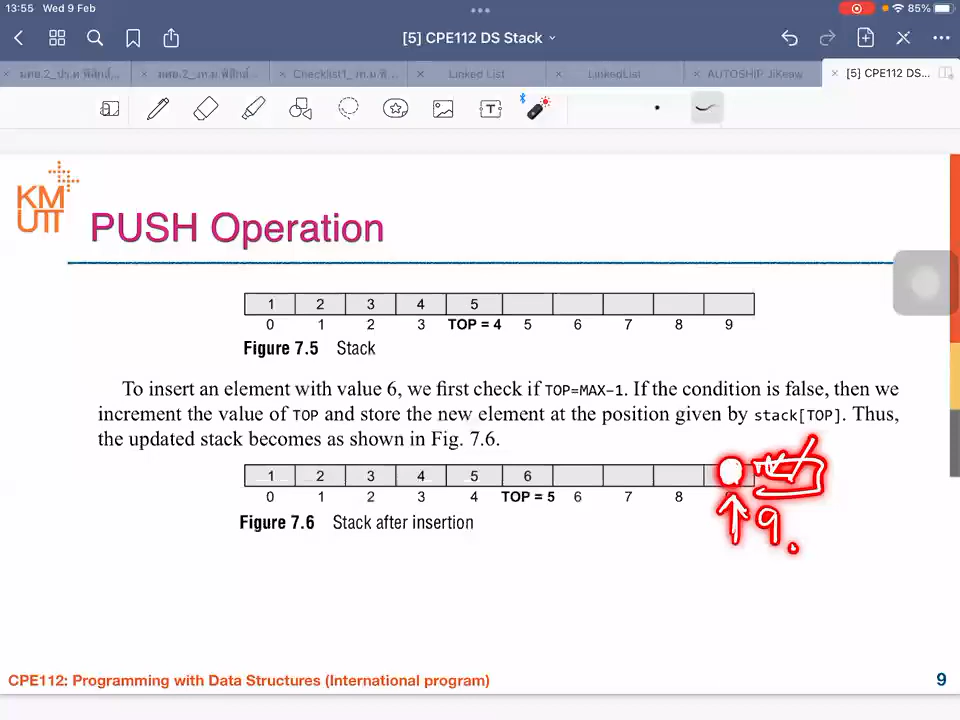 13:55 Wed 9 Feb
85%
[5] CPE112 DS Stack
Checklist1_
Linked List
LinkedList
AUTOSHIP JiKeaw
[5] CPE112 DS...
KM
UTT
PUSH Operation
1 2 3 4 5
0 1 2 3 TOP = 4 5 6 7 8 9
Figure 7.5 Stack
To insert an element with value 6, we first check if TOP=MAX-1. If the condition is false, then we
increment the value of TOP and store the new element at the position given by stack[TOP]. Thus,
the updated stack becomes as shown in Fig. 7.6.
1 2 3 4 5 6
0 1 2 3 4 TOP = 5 6 7 8
9.
Figure 7.6 Stack after insertion
CPE112: Programming with Data Structures (International program)
9